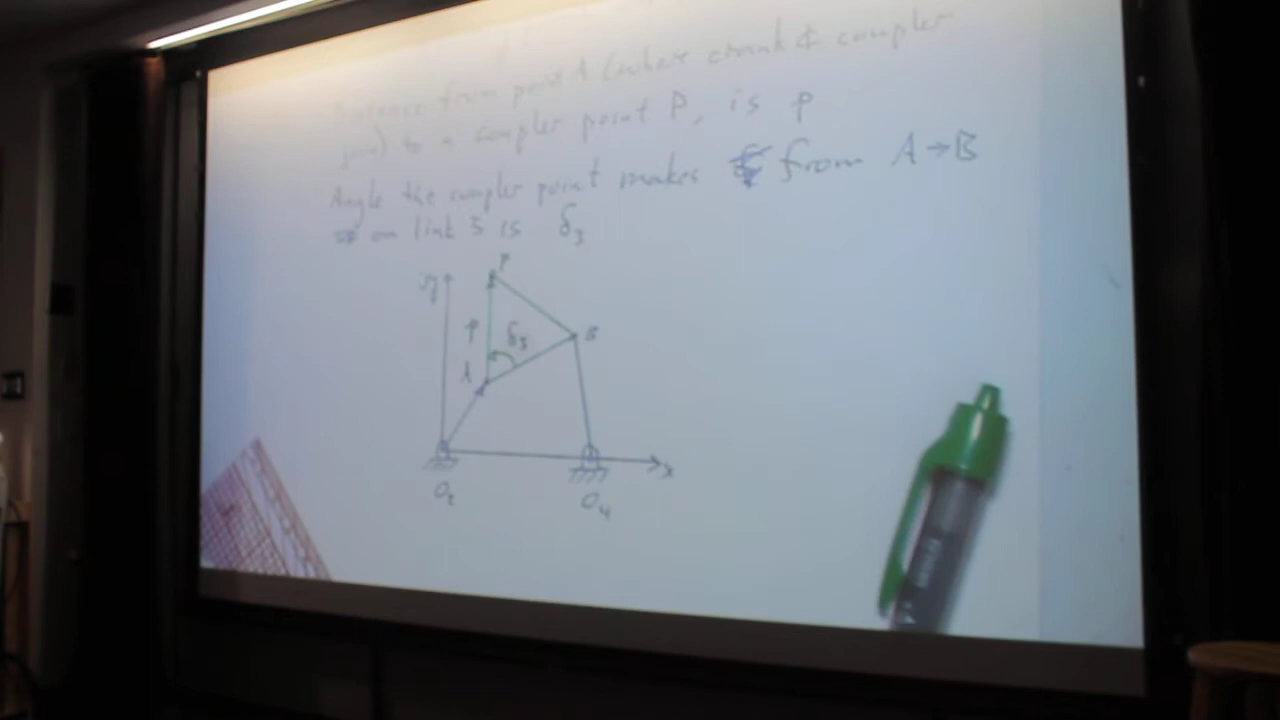 Distance from point A (where crank & coupler
join) to a coupler point P, is p
Angle the coupler point makes from A→B
on link 3 is δ₃
y
P
p
δ₃
B
A
x
O₂
O₄